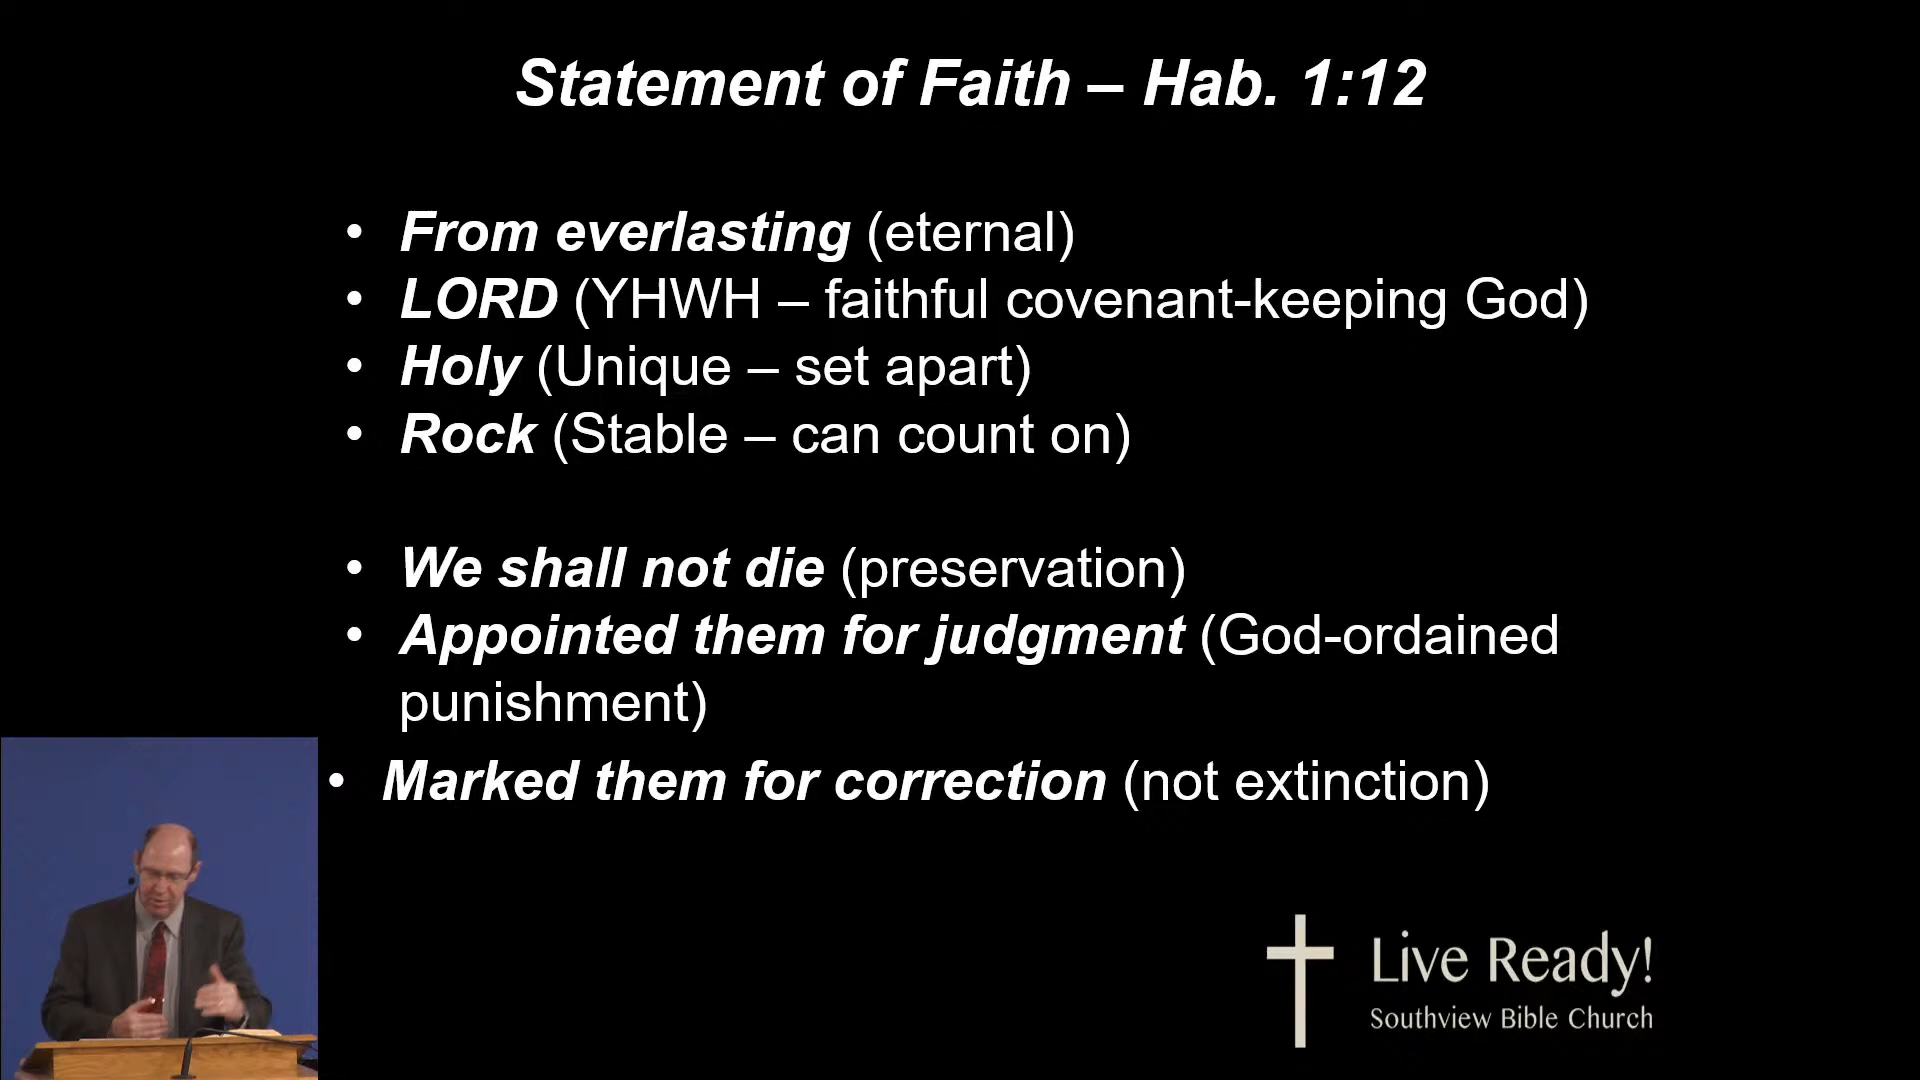 Statement of Faith – Hab. 1:12
• From everlasting (eternal)
• LORD (YHWH – faithful covenant-keeping God)
• Holy (Unique – set apart)
• Rock (Stable – can count on)
• We shall not die (preservation)
• Appointed them for judgment (God-ordained
punishment)
• Marked them for correction (not extinction)
Live Ready!
Southview Bible Church